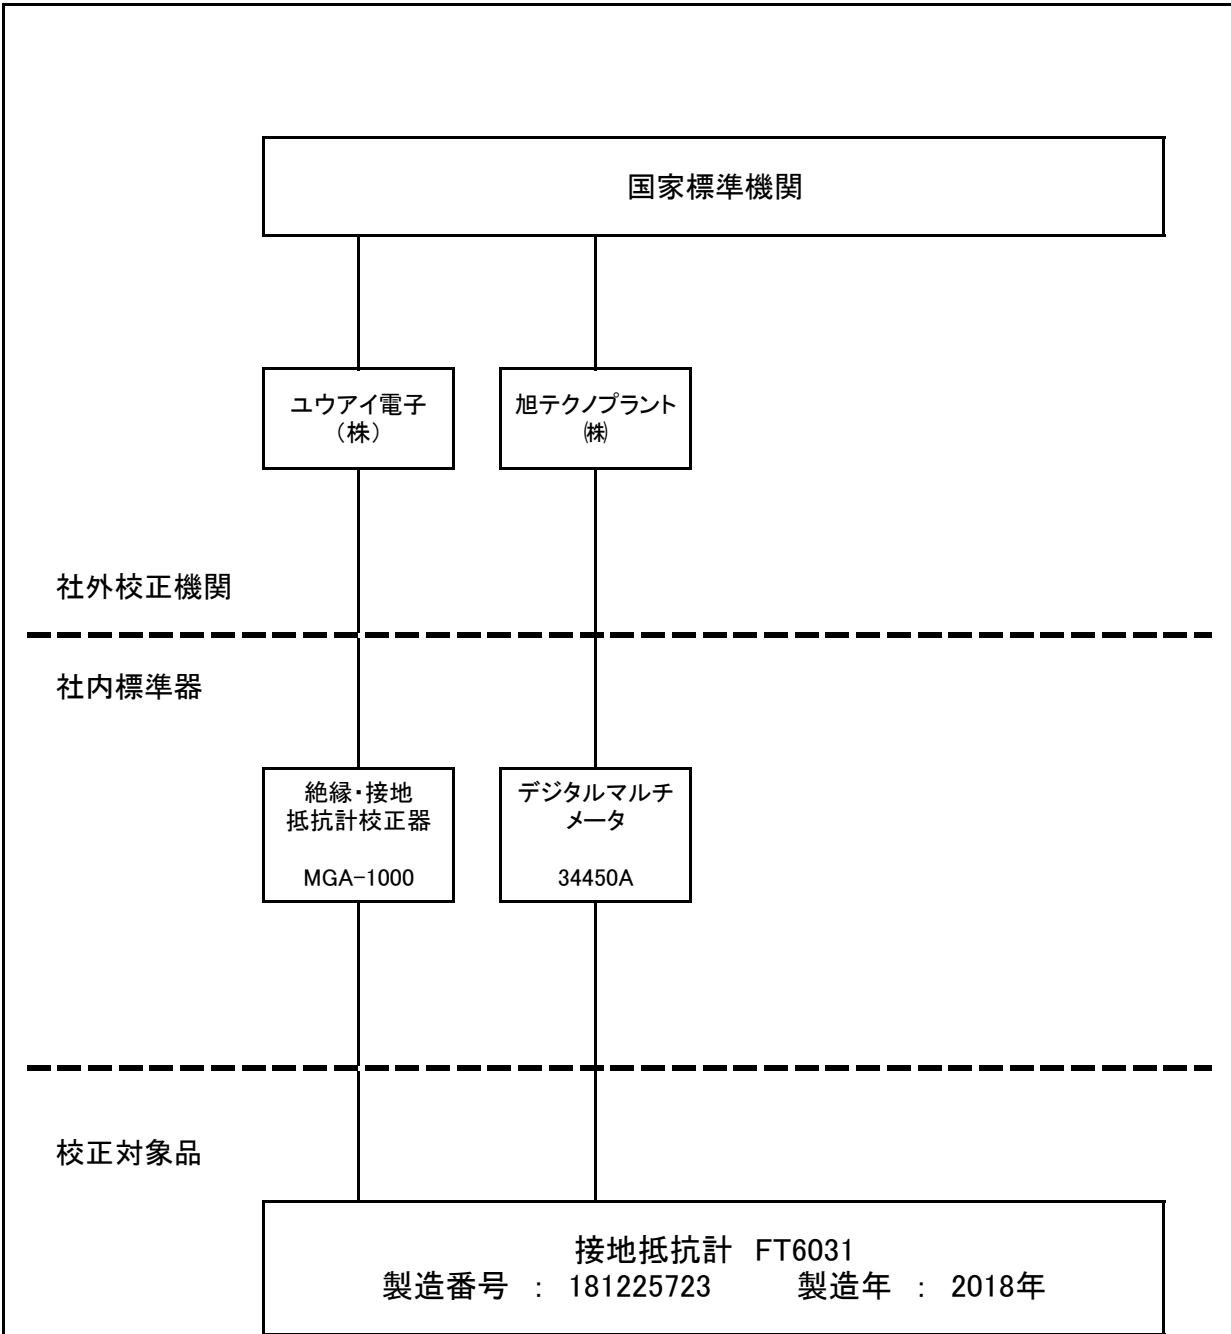 国家標準機関
ユウアイ電子
（株）
旭テクノプラント
㈱
社外校正機関
社内標準器
絶縁・接地
抵抗計校正器
MGA-1000
デジタルマルチ
メータ
34450A
校正対象品
接地抵抗計 FT6031
製造番号 ： 181225723 製造年 ： 2018年